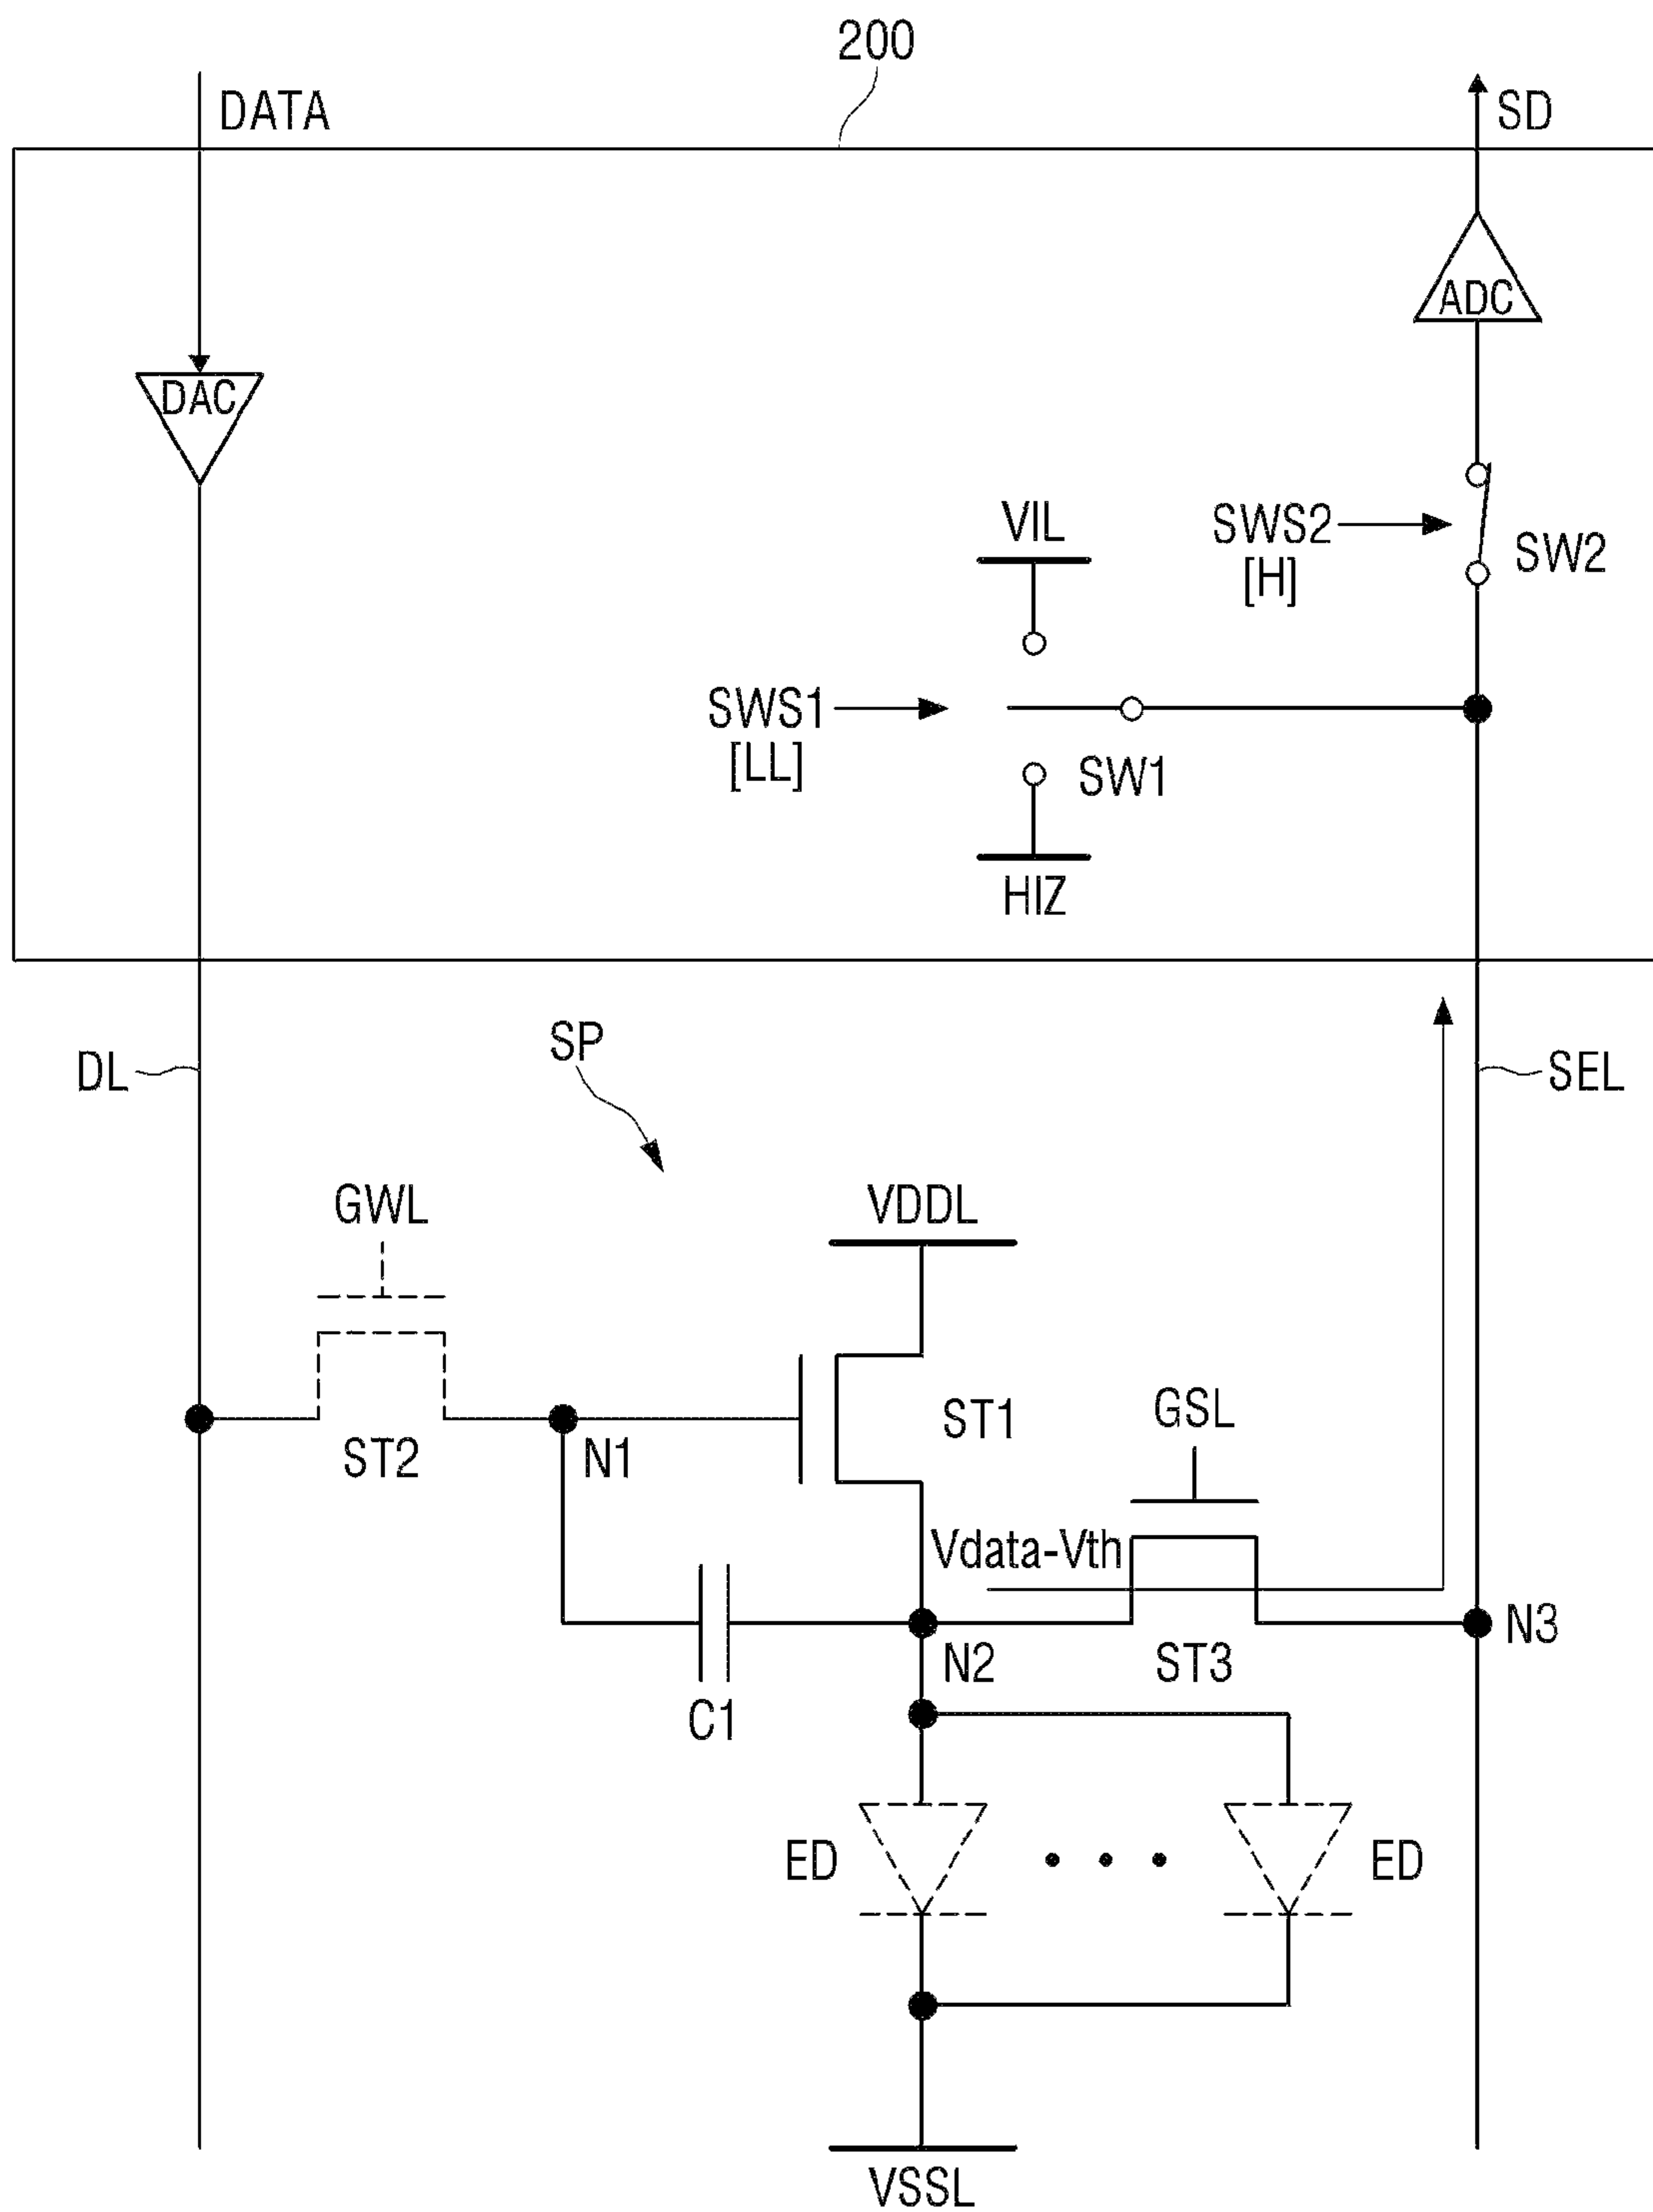 200
DATA
SD
ADC
DAC
VIL
SWS2
[H]
SW2
SWS1
[LL]
SW1
HIZ
SP
DL
SEL
GWL
VDDL
GSL
ST1
ST2
N1
Vdata-Vth
N3
N2
ST3
C1
ED
ED
VSSL